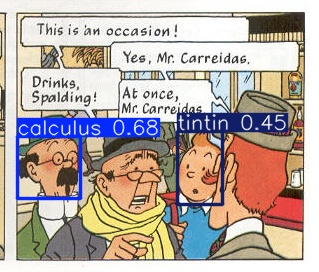 This is an occasion!
Yes, Mr. Carreidas.
Drinks,
Spalding!
At once,
Mr. Carreidas.
calculus 0.68
tintin 0.45